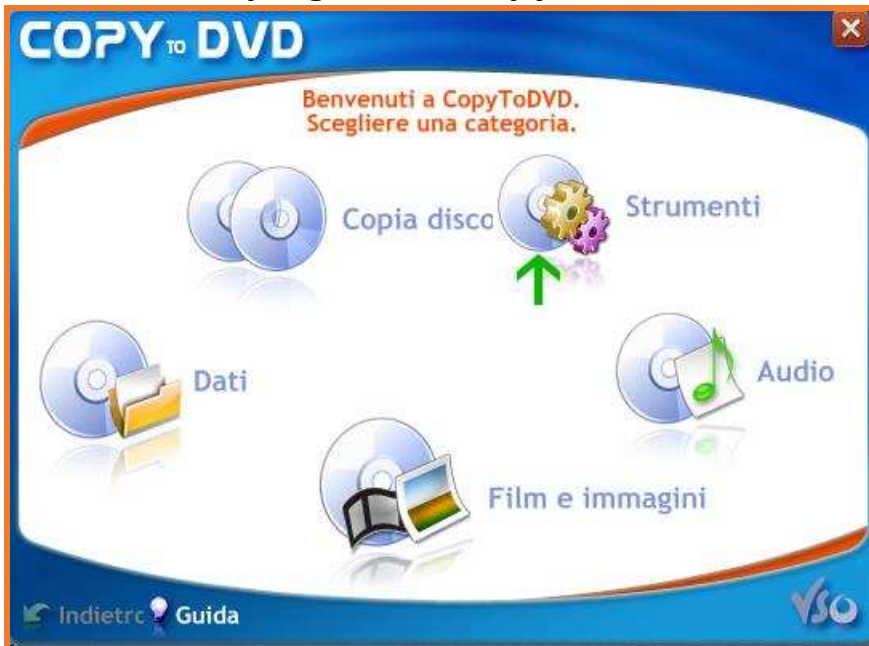 COPY TO DVD
Benvenuti a CopyToDVD.
Scegliere una categoria.
Copia disco
Strumenti
Dati
Audio
Film e immagini
Indietro Guida
VSO